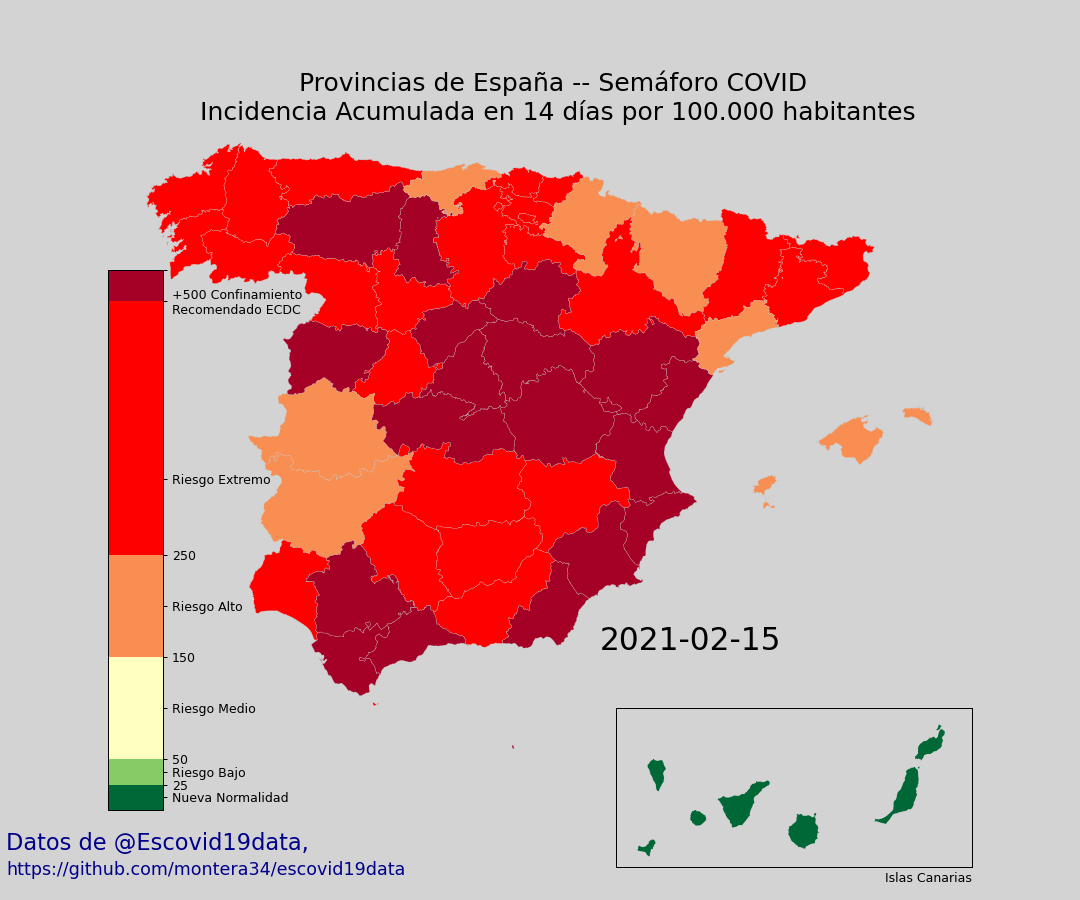 Provincias de España -- Semáforo COVID
Incidencia Acumulada en 14 días por 100.000 habitantes
+500 Confinamiento
Recomendado ECDC
Riesgo Extremo
250
Riesgo Alto
150
Riesgo Medio
50
Riesgo Bajo
25
Nueva Normalidad
2021-02-15
Islas Canarias
Datos de @Escovid19data,
https://github.com/montera34/escovid19data